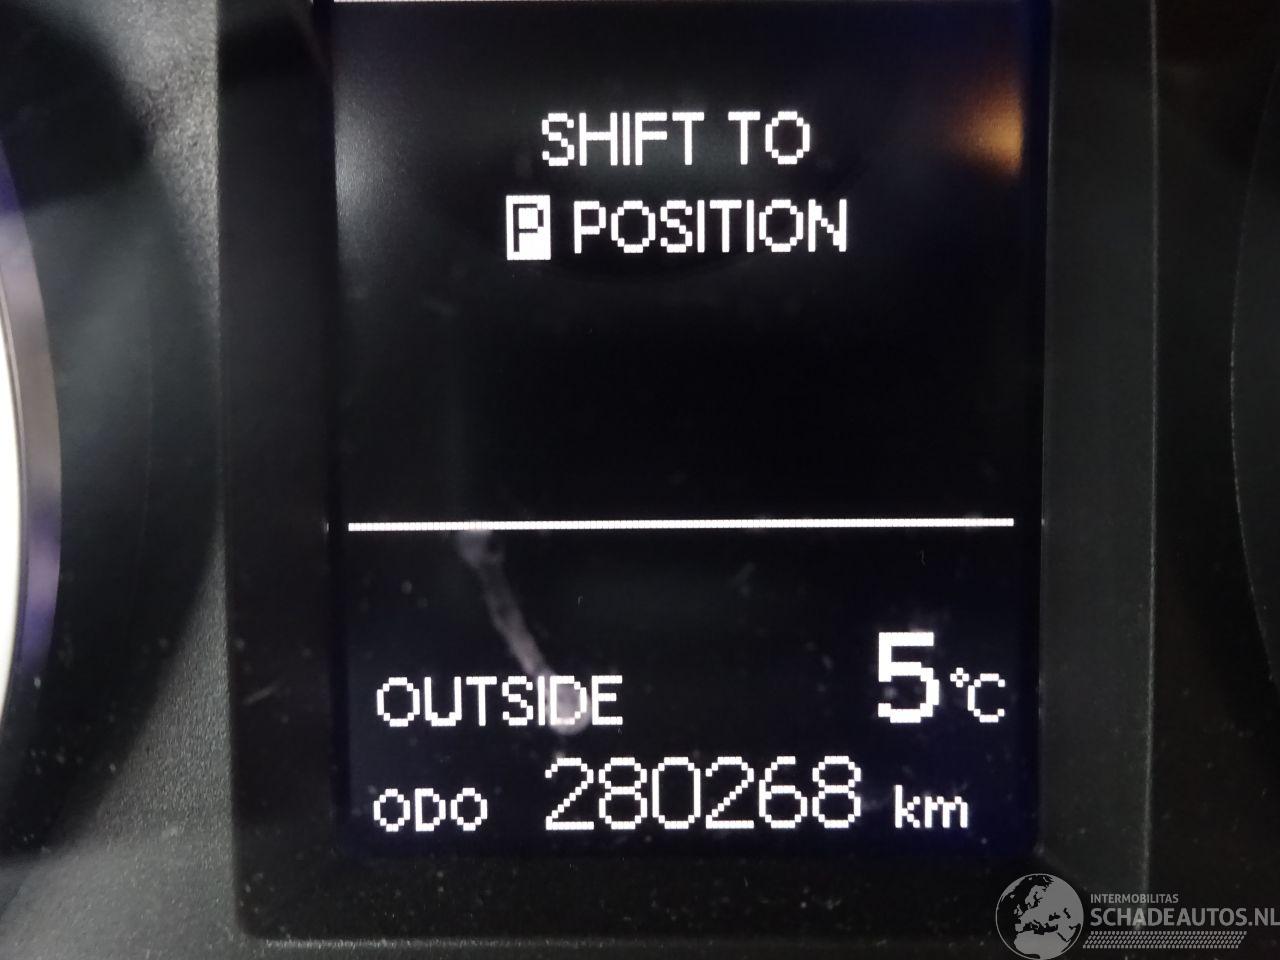 SHIFT TO
P POSITION
OUTSIDE 5°C
ODO 280268 km
INTERMOBILITAS
SCHADEAUTOS.NL